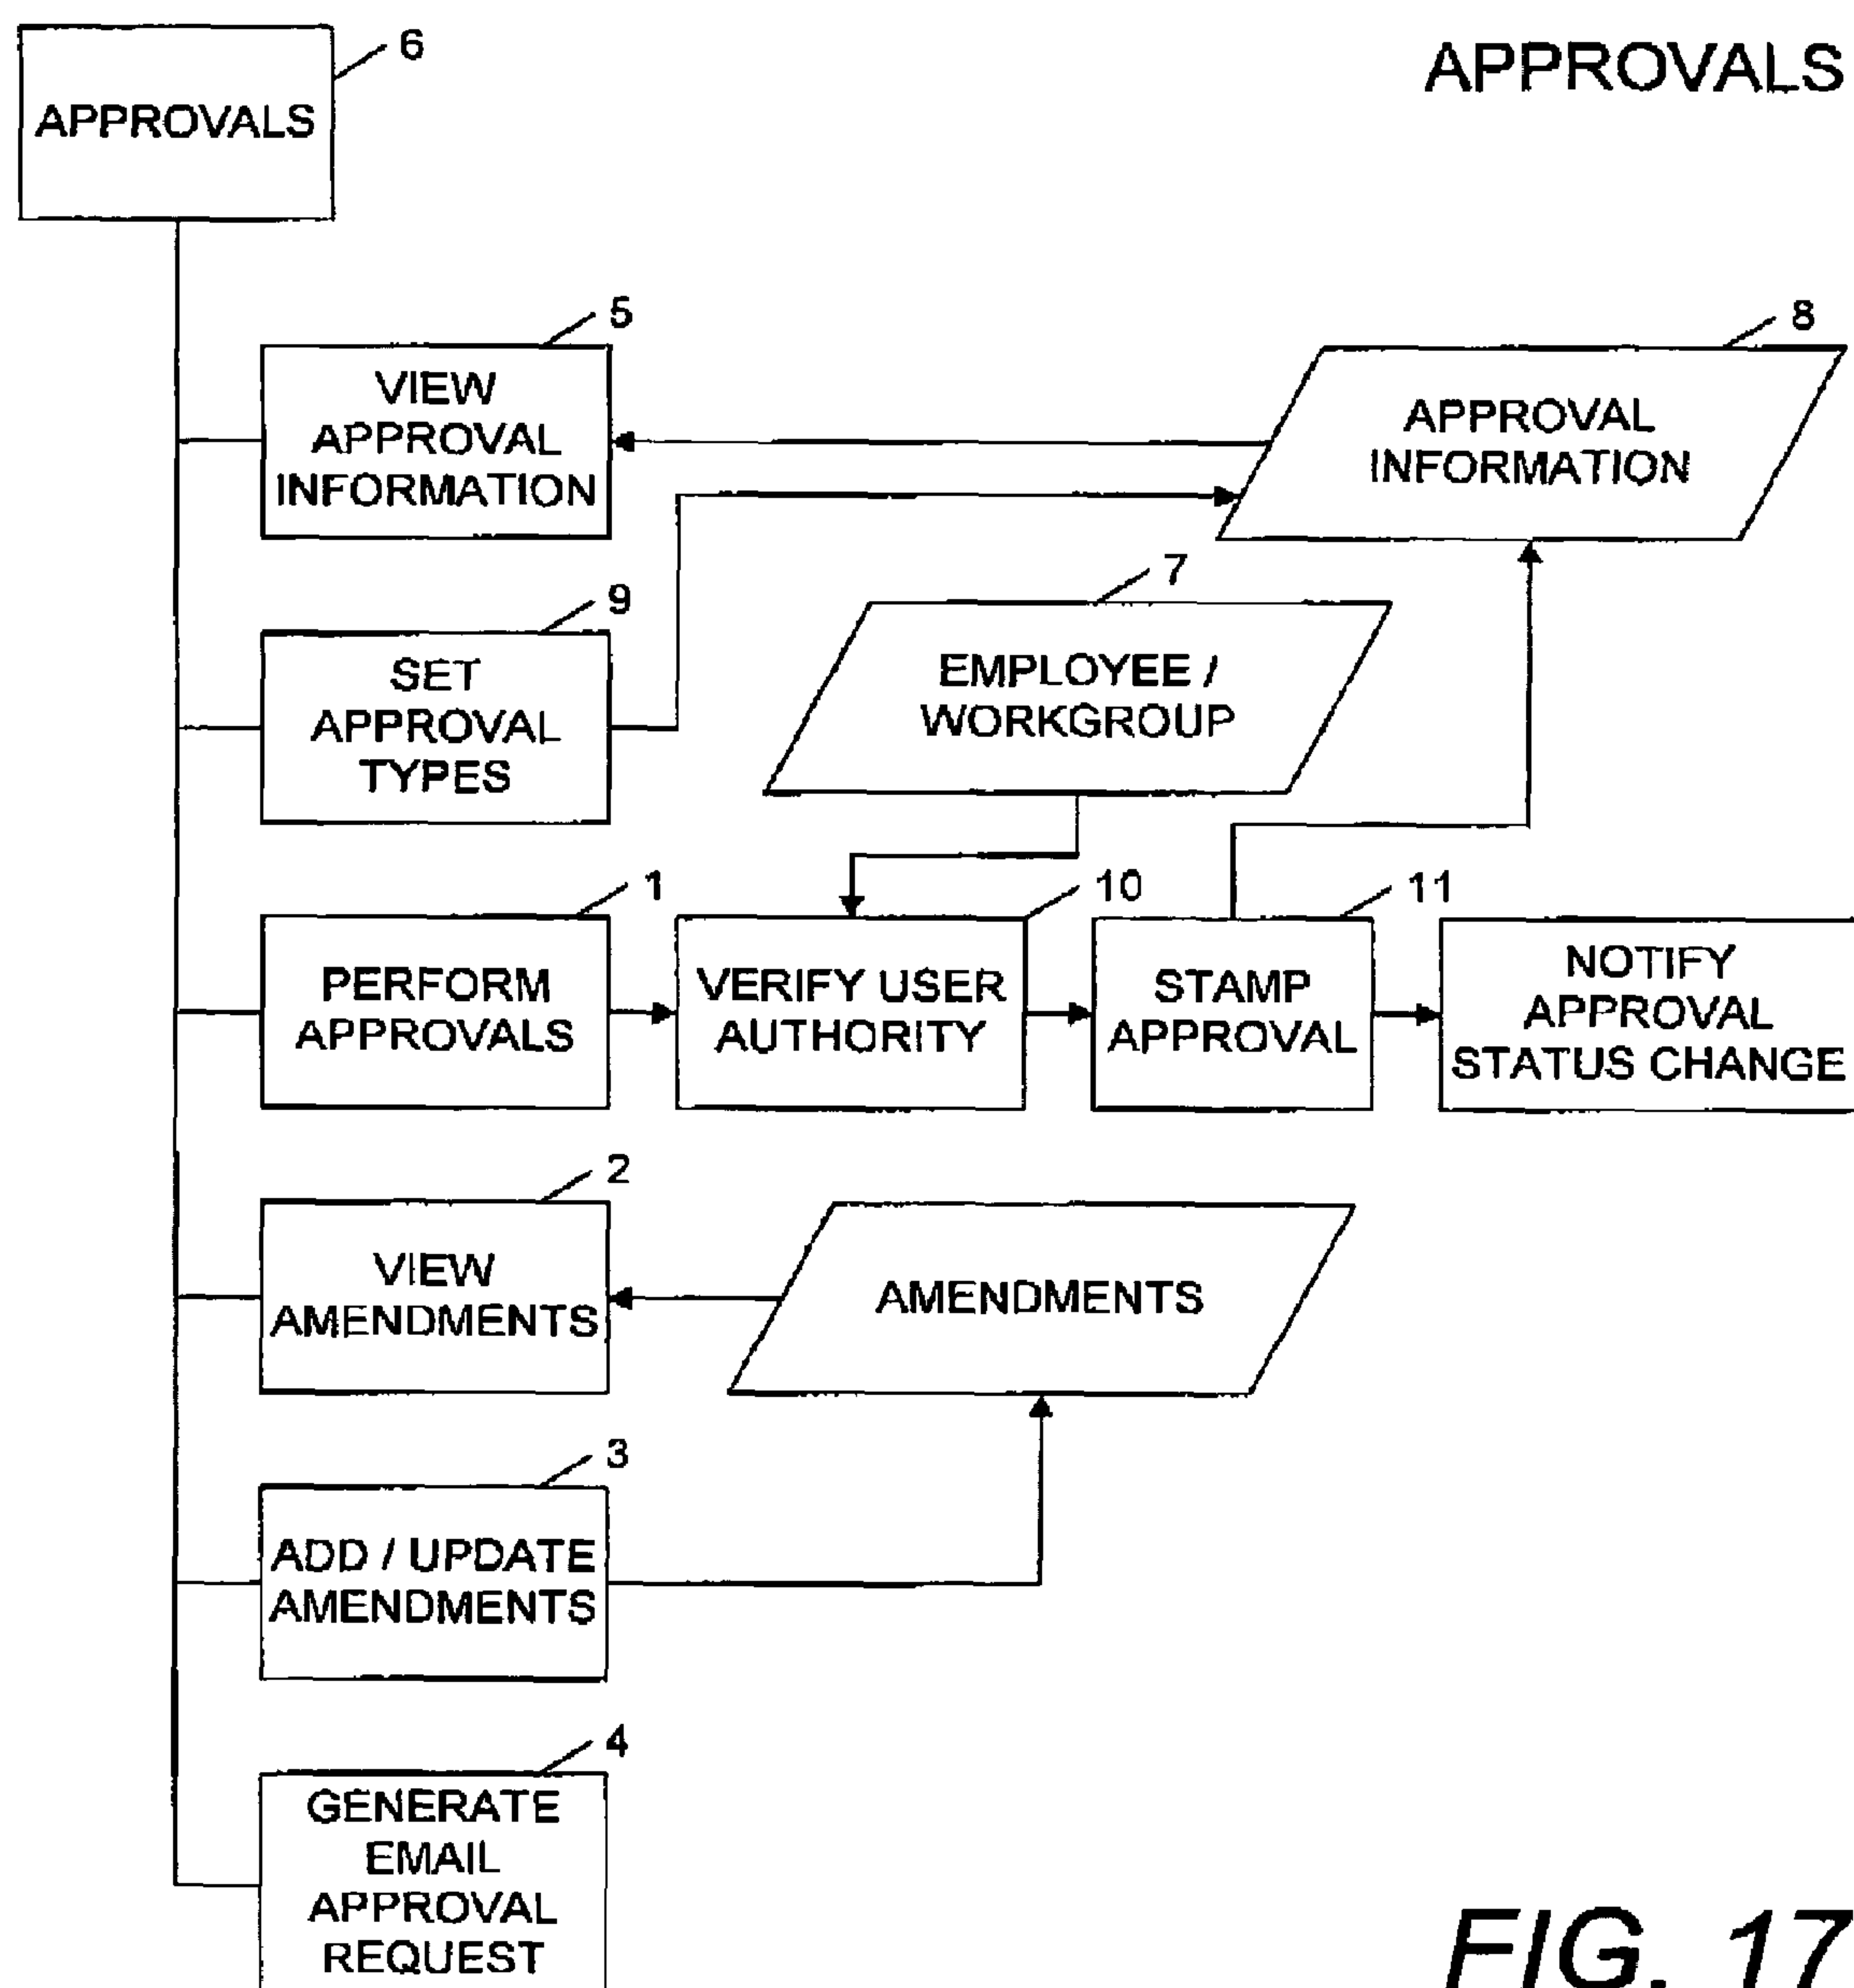 6
APPROVALS
APPROVALS
5
VIEW
APPROVAL
INFORMATION
8
APPROVAL
INFORMATION
9
SET
APPROVAL
TYPES
7
EMPLOYEE /
WORKGROUP
1
PERFORM
APPROVALS
10
VERIFY USER
AUTHORITY
11
STAMP
APPROVAL
NOTIFY
APPROVAL
STATUS CHANGE
2
VIEW
AMENDMENTS
AMENDMENTS
3
ADD / UPDATE
AMENDMENTS
4
GENERATE
EMAIL
APPROVAL
REQUEST
FIG. 17